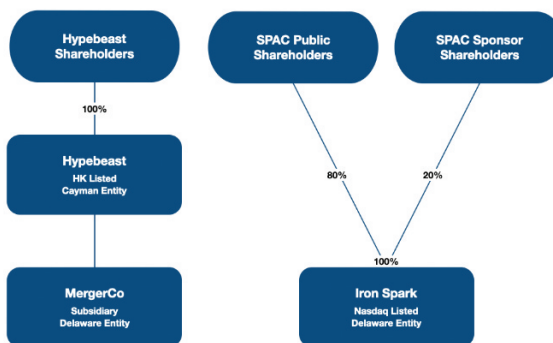 Hypebeast
Shareholders
SPAC Public
Shareholders
SPAC Sponsor
Shareholders
100%
Hypebeast
HK Listed
Cayman Entity
80%
20%
100%
MergerCo
Subsidiary
Delaware Entity
Iron Spark
Nasdaq Listed
Delaware Entity